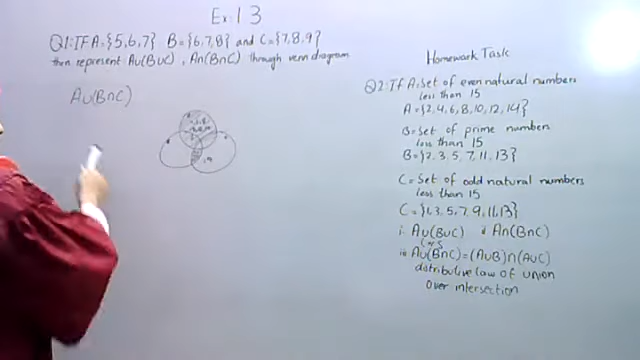 Ex 1 3
Q1: If A={5,6,7} B={6,7,8} and C={7,8,9}
then represent A∪(B∪C), A∩(B∩C) through venn diagram
A∪(B∩C)
Homework Task
Q2: If A=Set of even natural numbers
less than 15
A={2,4,6,8,10,12,14}
B=Set of prime numbers
less than 15
B={2,3,5,7,11,13}
C=Set of odd natural numbers
less than 15
C={1,3,5,7,9,11,13}
i. A∪(B∪C) A∩(B∩C)
A∪(B∩C)=(A∪B)∩(A∪C)
distributive law of union
Over intersection